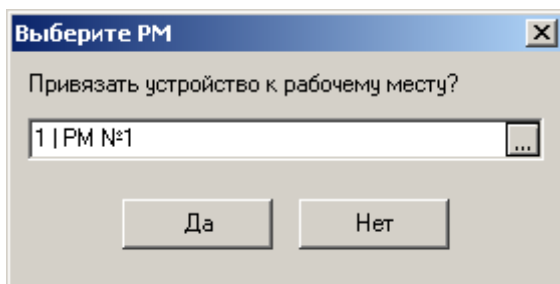 Выберите РМ
Привязать устройство к рабочему месту?
1 | РМ №1
...
Да Нет